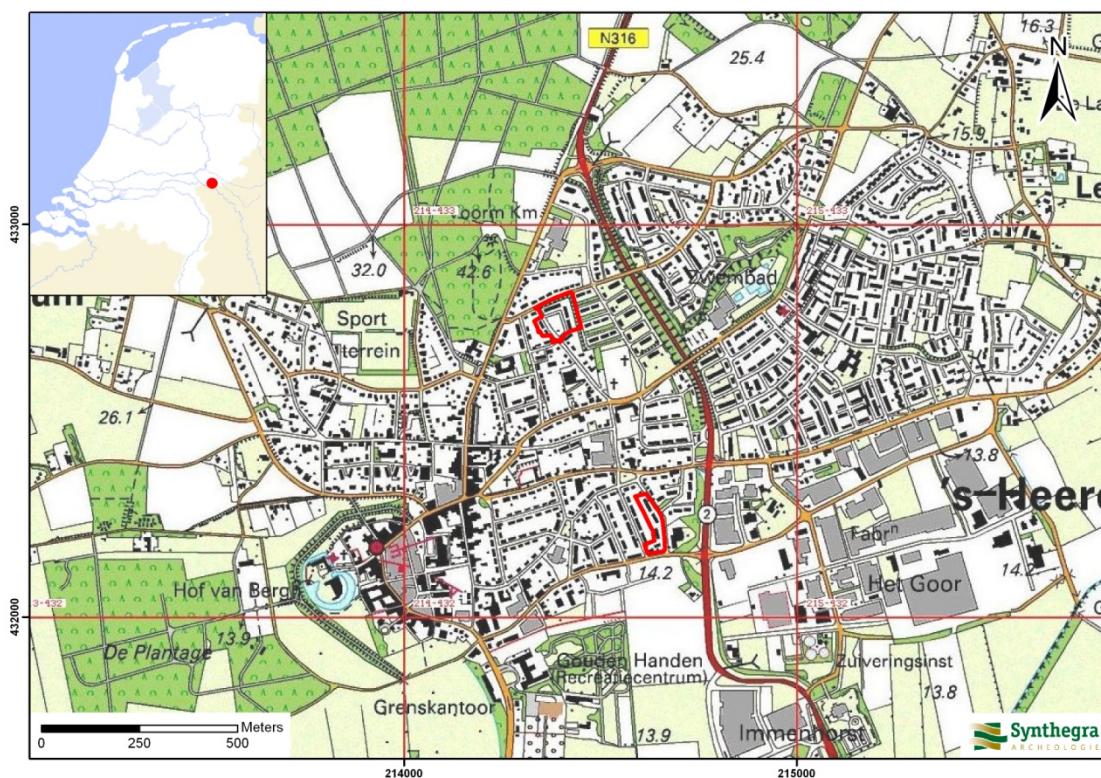 N316
25.4
16.3
N
15.9
433000
433000
214-433
215-433
32.0
42.6
Zwembad
Sport
terrein
26.1
13.8
's-Heere
2
Fabrn
14.2
Het Goor
14.2
Hof van Bergh
214-432
215-432
432000
13.9
De Plantage
Gouden Handen
(Recreatiecentrum)
Zuiveringsinst
13.8
Grenskantoor
13.9
Immenhorst
Meters
0 250 500
Synthegra
ARCHEOLOGIE
214000
215000